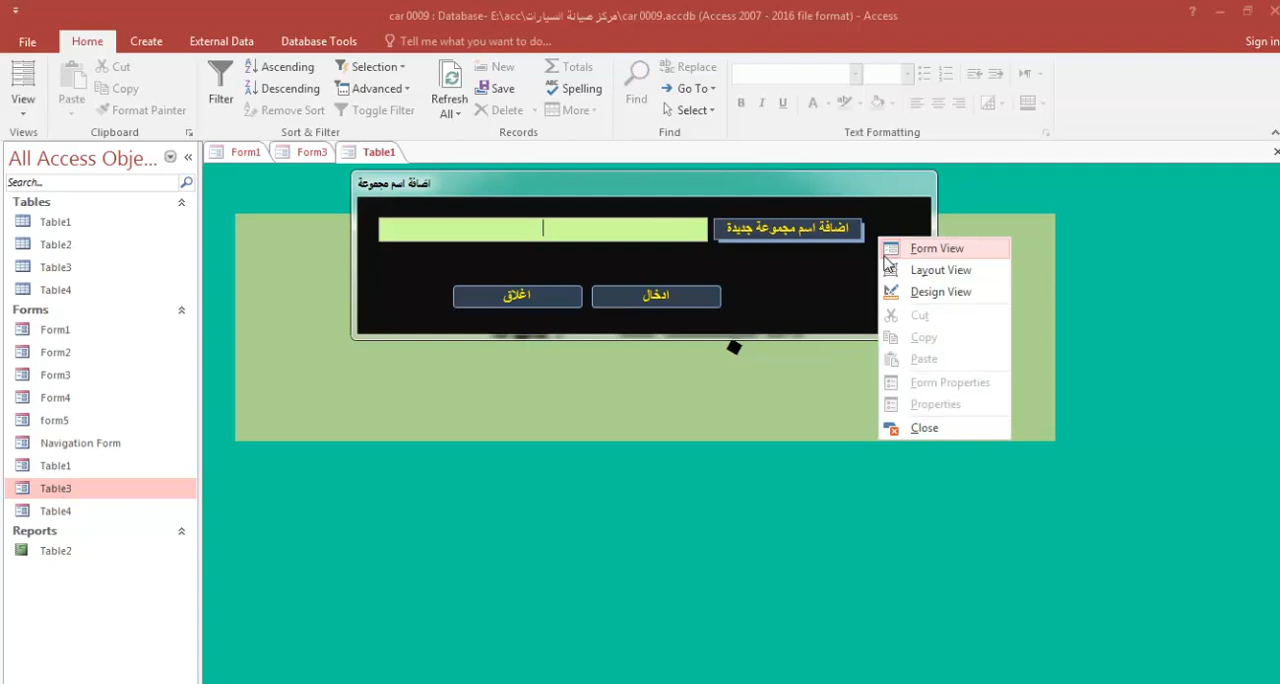 car 0009 : Database- E:\acc\مركز صيانة السيارات\car 0009.accdb (Access 2007 - 2016 file format) - Access
File
Home
Create
External Data
Database Tools
Tell me what you want to do...
Sign in
View
Views
Paste
Cut
Copy
Format Painter
Clipboard
Filter
Ascending
Descending
Remove Sort
Selection
Advanced
Toggle Filter
Sort & Filter
Refresh All
New
Save
Delete
Totals
Spelling
More
Records
Find
Replace
Go To
Select
Find
B I U
A
Text Formatting
All Access Obje...
Search...
Tables
Table1
Table2
Table3
Table4
Forms
Form1
Form2
Form3
Form4
form5
Navigation Form
Table1
Table3
Table4
Reports
Table2
Form1
Form3
Table1
اضافة اسم مجموعة
اضافة اسم مجموعة جديدة
ادخال
اغلاق
Form View
Layout View
Design View
Cut
Copy
Paste
Form Properties
Properties
Close